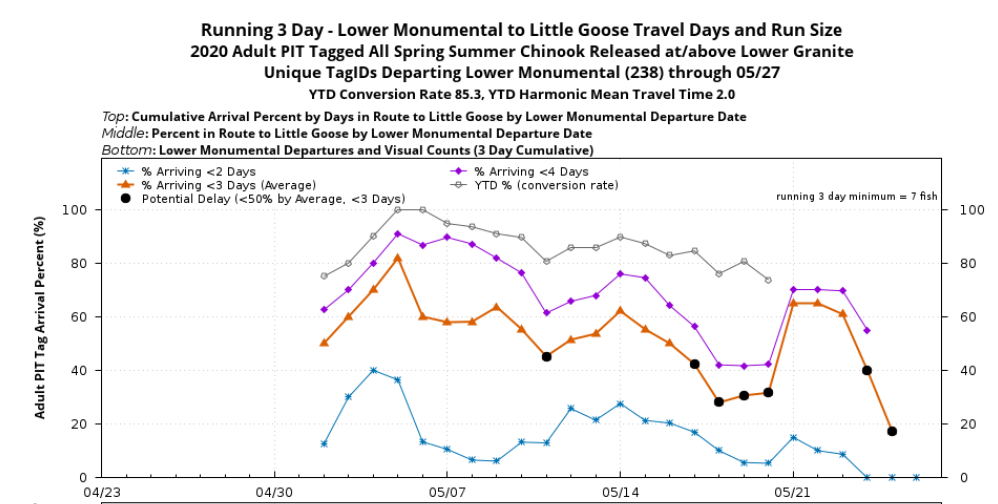 Running 3 Day - Lower Monumental to Little Goose Travel Days and Run Size
2020 Adult PIT Tagged All Spring Summer Chinook Released at/above Lower Granite
Unique TagIDs Departing Lower Monumental (238) through 05/27
YTD Conversion Rate 85.3, YTD Harmonic Mean Travel Time 2.0
Top: Cumulative Arrival Percent by Days in Route to Little Goose by Lower Monumental Departure Date
Middle: Percent in Route to Little Goose by Lower Monumental Departure Date
Bottom: Lower Monumental Departures and Visual Counts (3 Day Cumulative)
% Arriving <2 Days
% Arriving <4 Days
% Arriving <3 Days (Average)
YTD % (conversion rate)
Potential Delay (<50% by Average, <3 Days)
running 3 day minimum = 7 fish
Adult PIT Tag Arrival Percent (%)
100 100
80 80
60 60
40 40
20 20
0 0
04/23 04/30 05/07 05/14 05/21